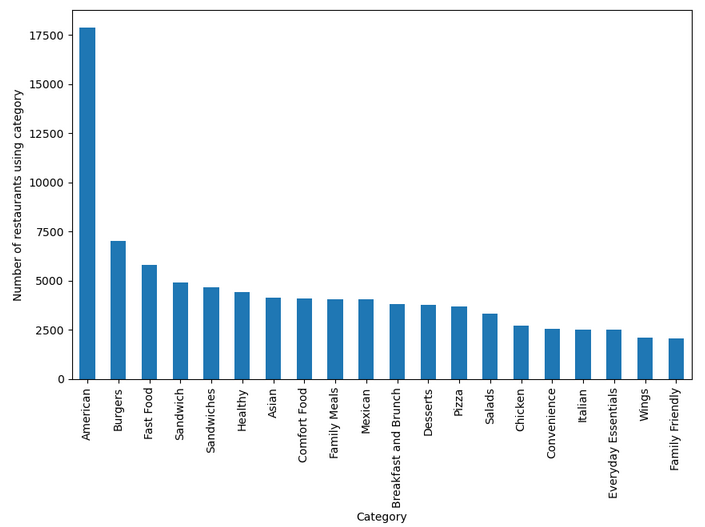 Number of restaurants using category
17500
15000
12500
10000
7500
5000
2500
0
American
Burgers
Fast Food
Sandwich
Sandwiches
Healthy
Asian
Comfort Food
Family Meals
Mexican
Breakfast and Brunch
Desserts
Pizza
Salads
Chicken
Convenience
Italian
Everyday Essentials
Wings
Family Friendly
Category